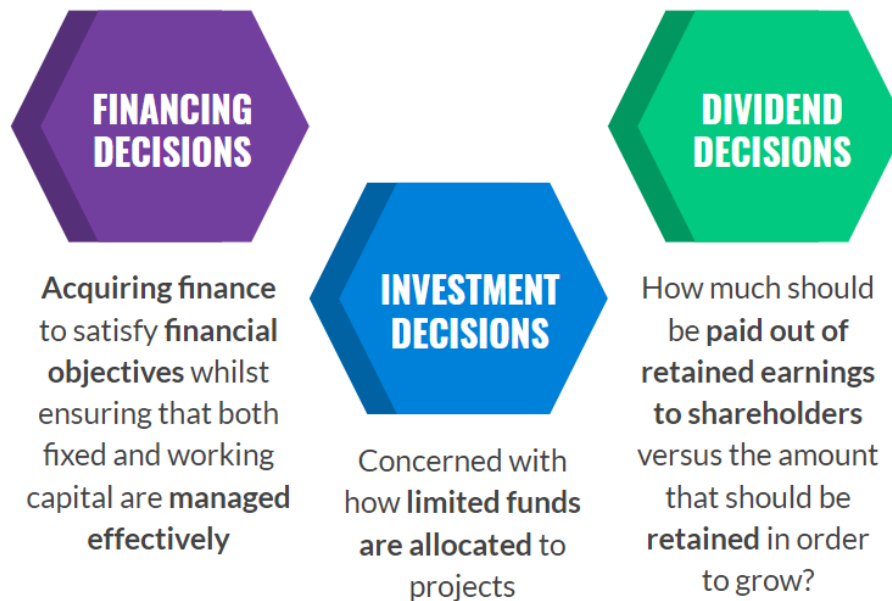 FINANCING
DECISIONS
Acquiring finance
to satisfy financial
objectives whilst
ensuring that both
fixed and working
capital are managed
effectively
INVESTMENT
DECISIONS
Concerned with
how limited funds
are allocated to
projects
DIVIDEND
DECISIONS
How much should
be paid out of
retained earnings
to shareholders
versus the amount
that should be
retained in order
to grow?